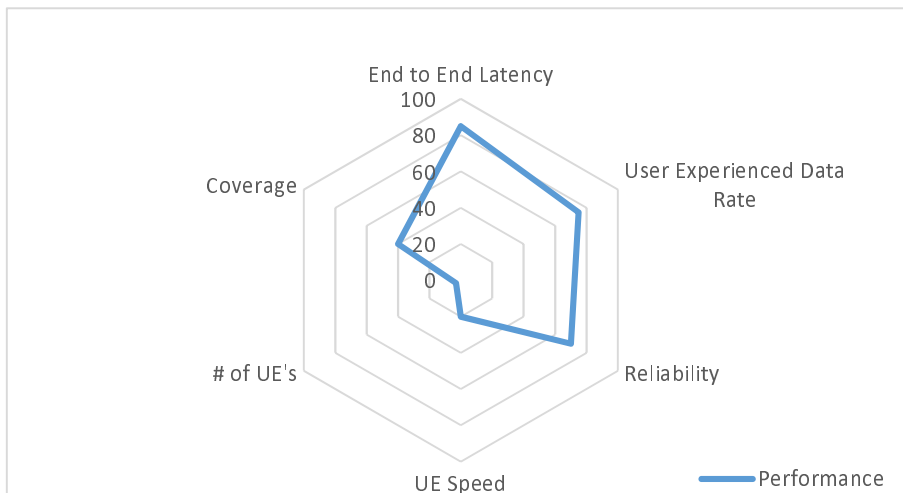 End to End Latency
100
80
60
40
20
0
User Experienced Data
Rate
Coverage
# of UE's
Reliability
UE Speed
Performance